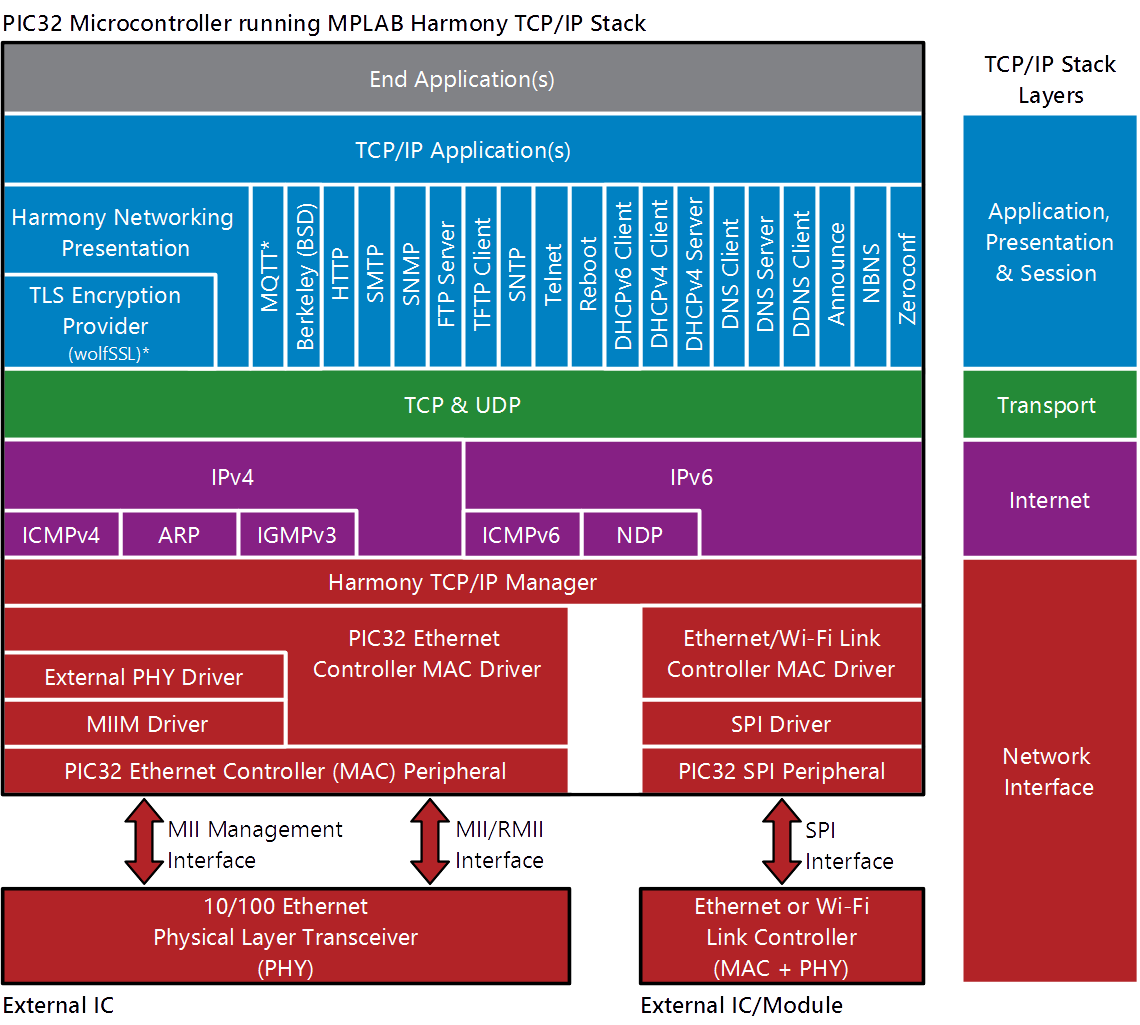 PIC32 Microcontroller running MPLAB Harmony TCP/IP Stack
End Application(s)
TCP/IP Stack
Layers
TCP/IP Application(s)
Harmony Networking
Presentation
TLS Encryption
Provider
(wolfSSL)*
MQTT*
Berkeley (BSD)
HTTP
SMTP
SNMP
FTP Server
TFTP Client
SNTP
Telnet
Reboot
DHCPv6 Client
DHCPv4 Client
DHCPv4 Server
DNS Client
DNS Server
DDNS Client
Announce
NBNS
Zeroconf
Application,
Presentation
& Session
TCP & UDP
Transport
IPv4
IPv6
ICMPv4
ARP
IGMPv3
ICMPv6
NDP
Internet
Harmony TCP/IP Manager
PIC32 Ethernet
Controller MAC Driver
External PHY Driver
MIIM Driver
PIC32 Ethernet Controller (MAC) Peripheral
Ethernet/Wi-Fi Link
Controller MAC Driver
SPI Driver
PIC32 SPI Peripheral
Network
Interface
MII Management
Interface
MII/RMII
Interface
SPI
Interface
10/100 Ethernet
Physical Layer Transceiver
(PHY)
Ethernet or Wi-Fi
Link Controller
(MAC + PHY)
External IC
External IC/Module